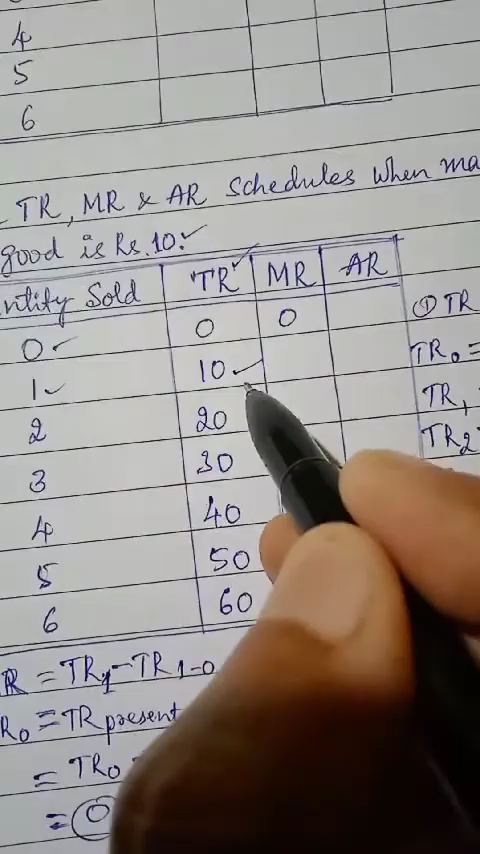 4
5
6
TR, MR & AR schedules when ma
good is Rs. 10.
ntity Sold TR MR AR
0 0 0
1 10
2 20
3 30
4 40
5 50
6 60
① TR
TR₀ =
TR₁
TR₂
R = TR₁ - TR₁₋₀
R₀ = TR present
= TR₀
= 0